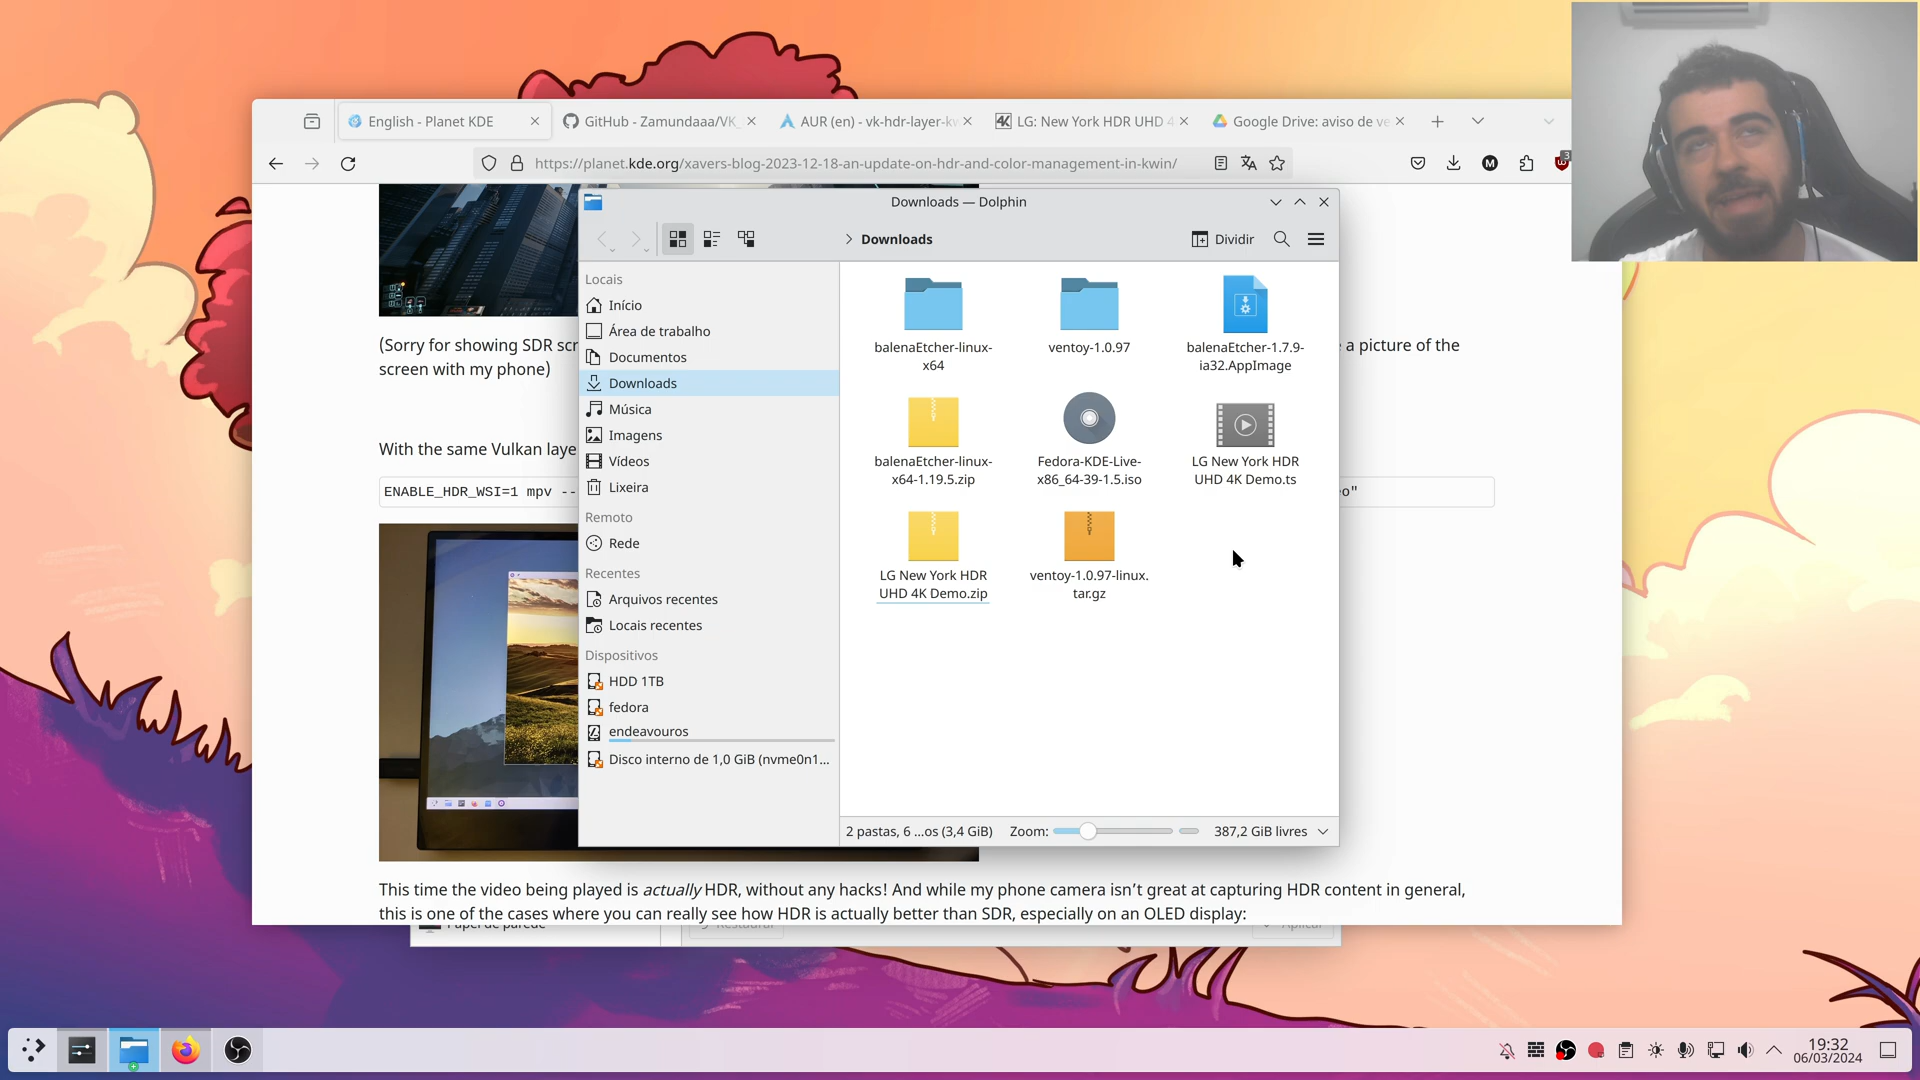 English - Planet KDE
GitHub - Zamundaaa/VK_
AUR (en) - vk-hdr-layer-kw
LG: New York HDR UHD 4
Google Drive: aviso de ve
https://planet.kde.org/xavers-blog-2023-12-18-an-update-on-hdr-and-color-management-in-kwin/
M
3
Downloads — Dolphin
Downloads
Dividir
Locais
Início
Área de trabalho
Documentos
Downloads
Música
Imagens
Vídeos
Lixeira
Remoto
Rede
Recentes
Arquivos recentes
Locais recentes
Dispositivos
HDD 1TB
fedora
endeavouros
Disco interno de 1,0 GiB (nvme0n1...
balenaEtcher-linux-
x64
ventoy-1.0.97
balenaEtcher-1.7.9-
ia32.AppImage
balenaEtcher-linux-
x64-1.19.5.zip
Fedora-KDE-Live-
x86_64-39-1.5.iso
LG New York HDR
UHD 4K Demo.ts
LG New York HDR
UHD 4K Demo.zip
ventoy-1.0.97-linux.
tar.gz
2 pastas, 6 ...os (3,4 GiB)
Zoom:
387,2 GiB livres
(Sorry for showing SDR scr
a picture of the
screen with my phone)
With the same Vulkan laye
ENABLE_HDR_WSI=1 mpv --
o"
This time the video being played is actually HDR, without any hacks! And while my phone camera isn't great at capturing HDR content in general,
this is one of the cases where you can really see how HDR is actually better than SDR, especially on an OLED display:
Papel de parede
Restaurar
Aplicar
19:32
06/03/2024